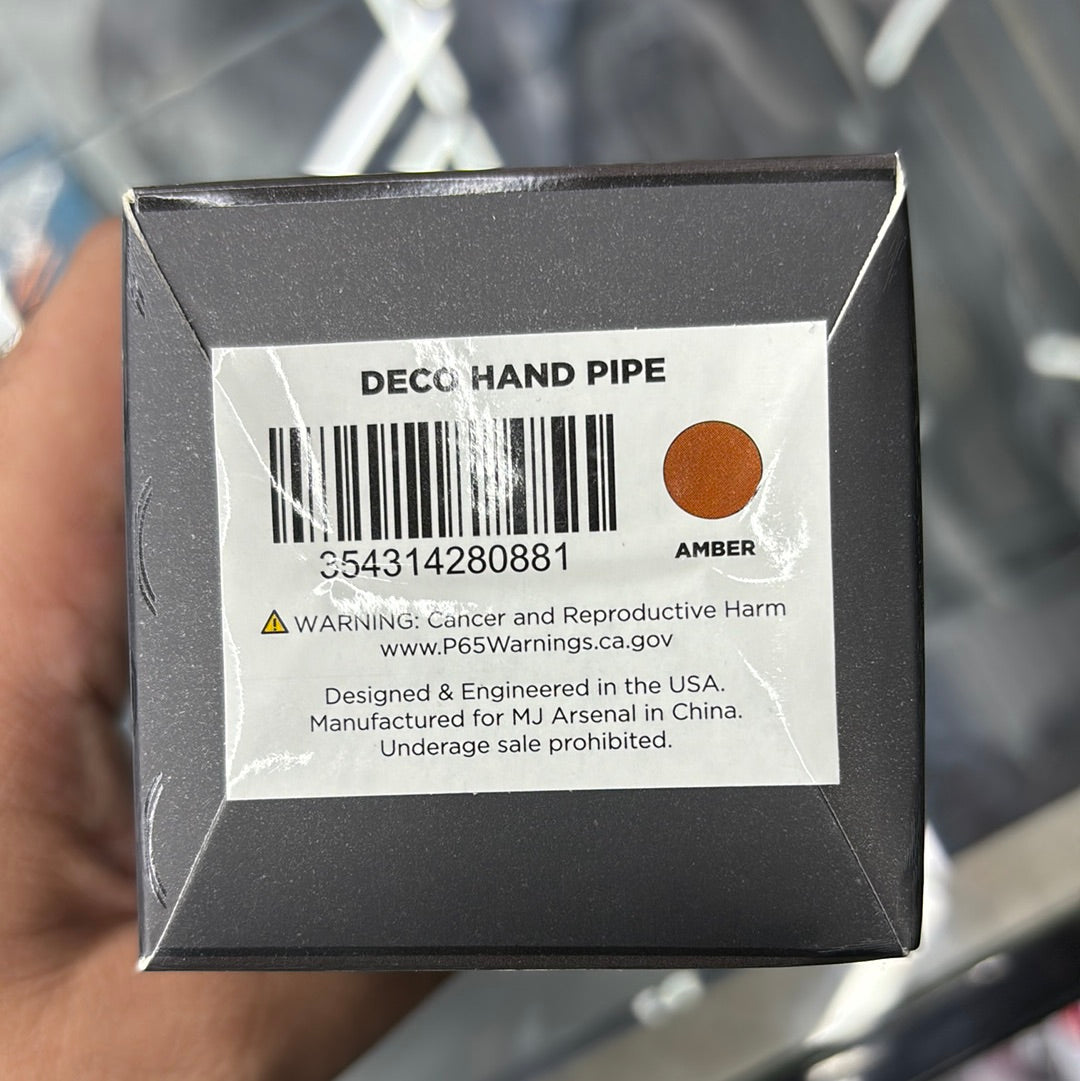 DECO HAND PIPE
354314280881
AMBER
WARNING: Cancer and Reproductive Harm
www.P65Warnings.ca.gov
Designed & Engineered in the USA.
Manufactured for MJ Arsenal in China.
Underage sale prohibited.